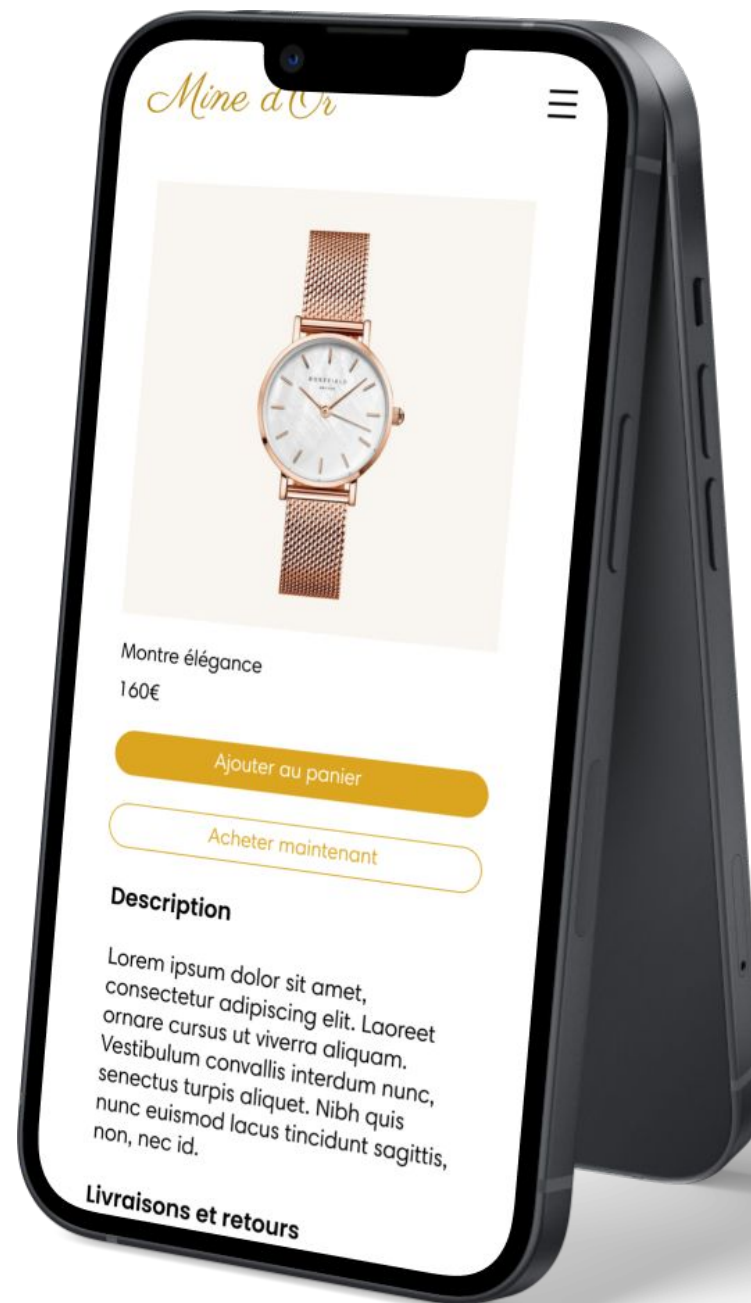 Mine d'Or
ROSEFIELD
Montre élégance
160€
Ajouter au panier
Acheter maintenant
Description
Lorem ipsum dolor sit amet,
consectetur adipiscing elit. Laoreet
ornare cursus ut viverra aliquam.
Vestibulum convallis interdum nunc,
senectus turpis aliquet. Nibh quis
nunc euismod lacus tincidunt sagittis,
non, nec id.
Livraisons et retours